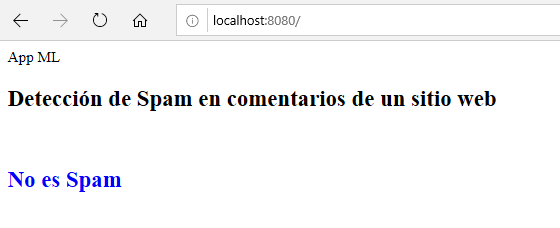 localhost:8080/
App ML
Detección de Spam en comentarios de un sitio web
No es Spam